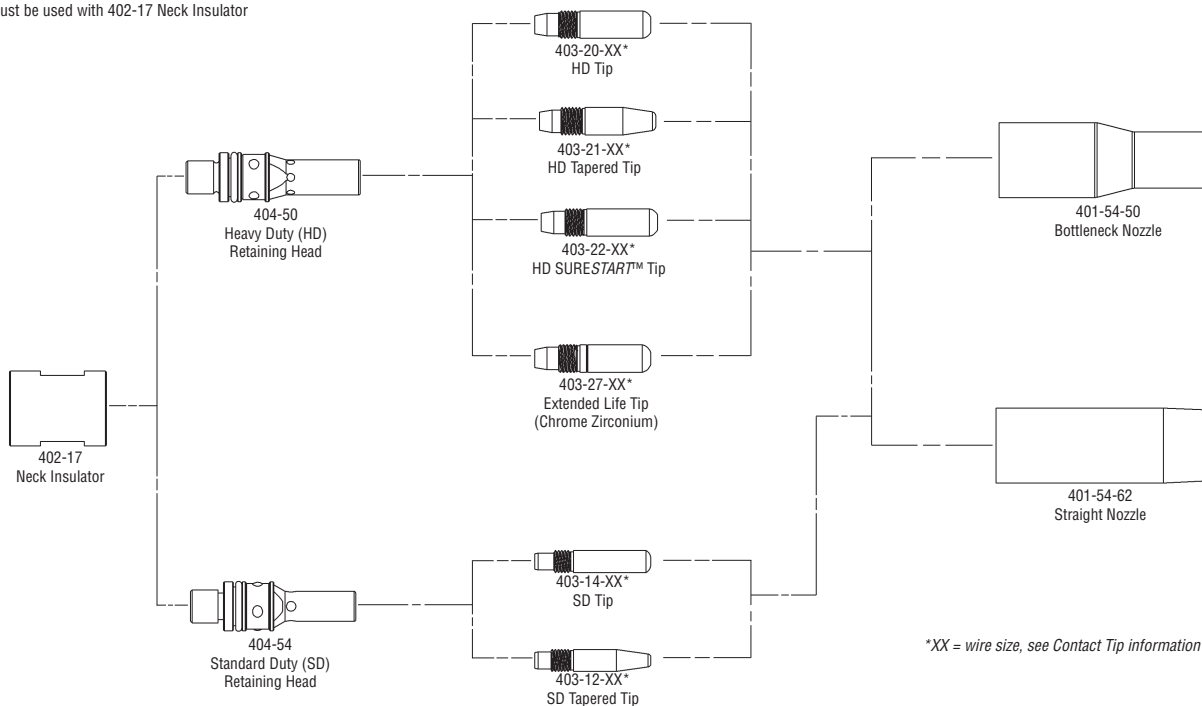 ust be used with 402-17 Neck Insulator
403-20-XX*
HD Tip
403-21-XX*
HD Tapered Tip
404-50
Heavy Duty (HD)
Retaining Head
401-54-50
Bottleneck Nozzle
403-22-XX*
HD SURESTART™ Tip
403-27-XX*
Extended Life Tip
(Chrome Zirconium)
402-17
Neck Insulator
401-54-62
Straight Nozzle
403-14-XX*
SD Tip
404-54
Standard Duty (SD)
Retaining Head
*XX = wire size, see Contact Tip information
403-12-XX*
SD Tapered Tip